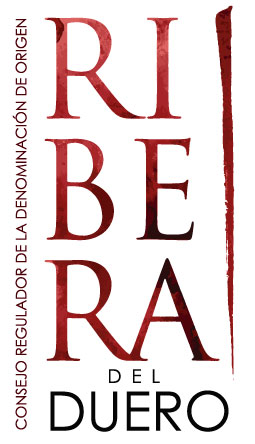 CONSEJO REGULADOR DE LA DENOMINACIÓN DE ORIGEN
RI
BE
RA
DEL
DUERO